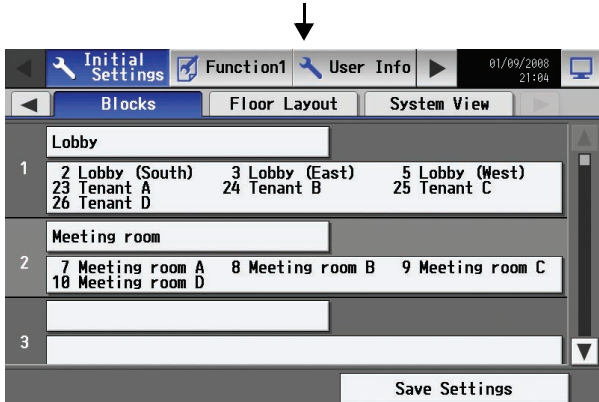 Initial Settings Function1 User Info 01/09/2008 21:04
Blocks Floor Layout System View
Lobby
1
2 Lobby (South) 3 Lobby (East) 5 Lobby (West)
23 Tenant A 24 Tenant B 25 Tenant C
26 Tenant D
Meeting room
2
7 Meeting room A 8 Meeting room B 9 Meeting room C
10 Meeting room D
3
Save Settings